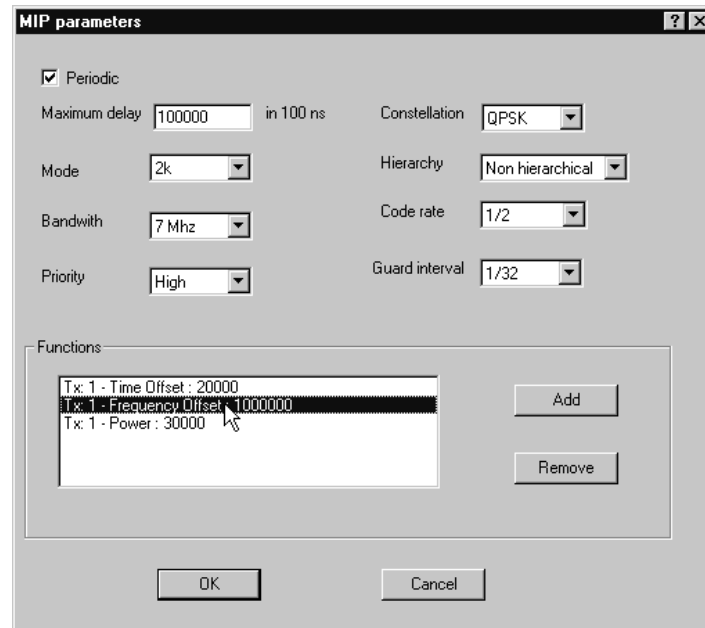 MIP parameters
Periodic
Maximum delay 100000 in 100 ns
Constellation QPSK
Mode 2k
Hierarchy Non hierarchical
Bandwith 7 Mhz
Code rate 1/2
Priority High
Guard interval 1/32
Functions
Tx: 1 - Time Offset : 20000
Tx: 1 - Frequency Offset : 1000000
Tx: 1 - Power : 30000
Add
Remove
OK
Cancel